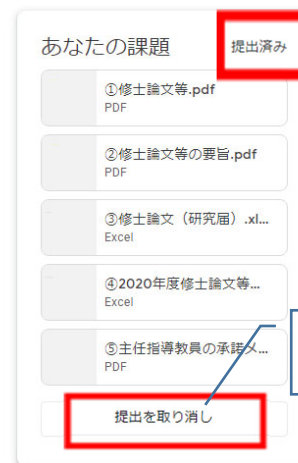 あなたの課題 提出済み
①修士論文等.pdf
PDF
②修士論文等の要旨.pdf
PDF
③修士論文（研究届）.xl...
Excel
④2020年度修士論文等...
Excel
⑤主任指導教員の承諾メ...
PDF
提出を取り消し